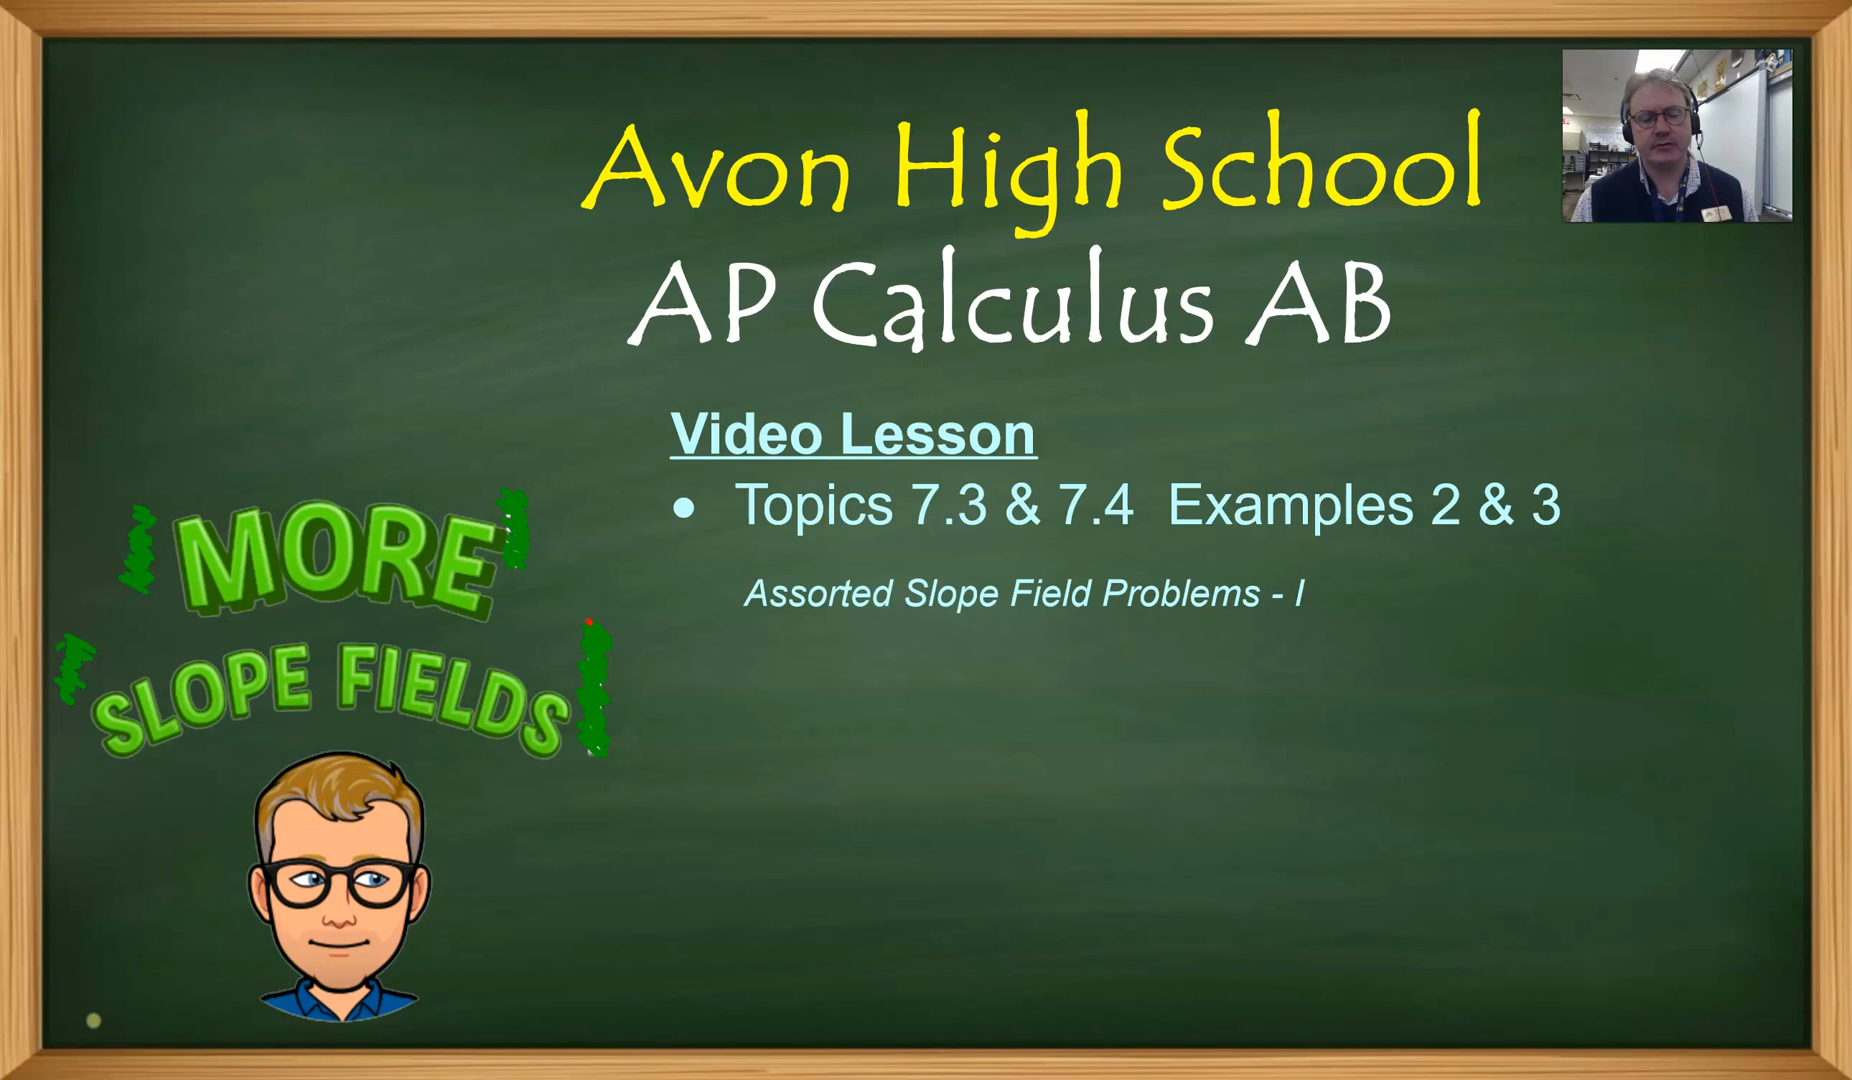 Avon High School
AP Calculus AB
Video Lesson
● Topics 7.3 & 7.4 Examples 2 & 3
Assorted Slope Field Problems - I
MORE
SLOPE FIELDS